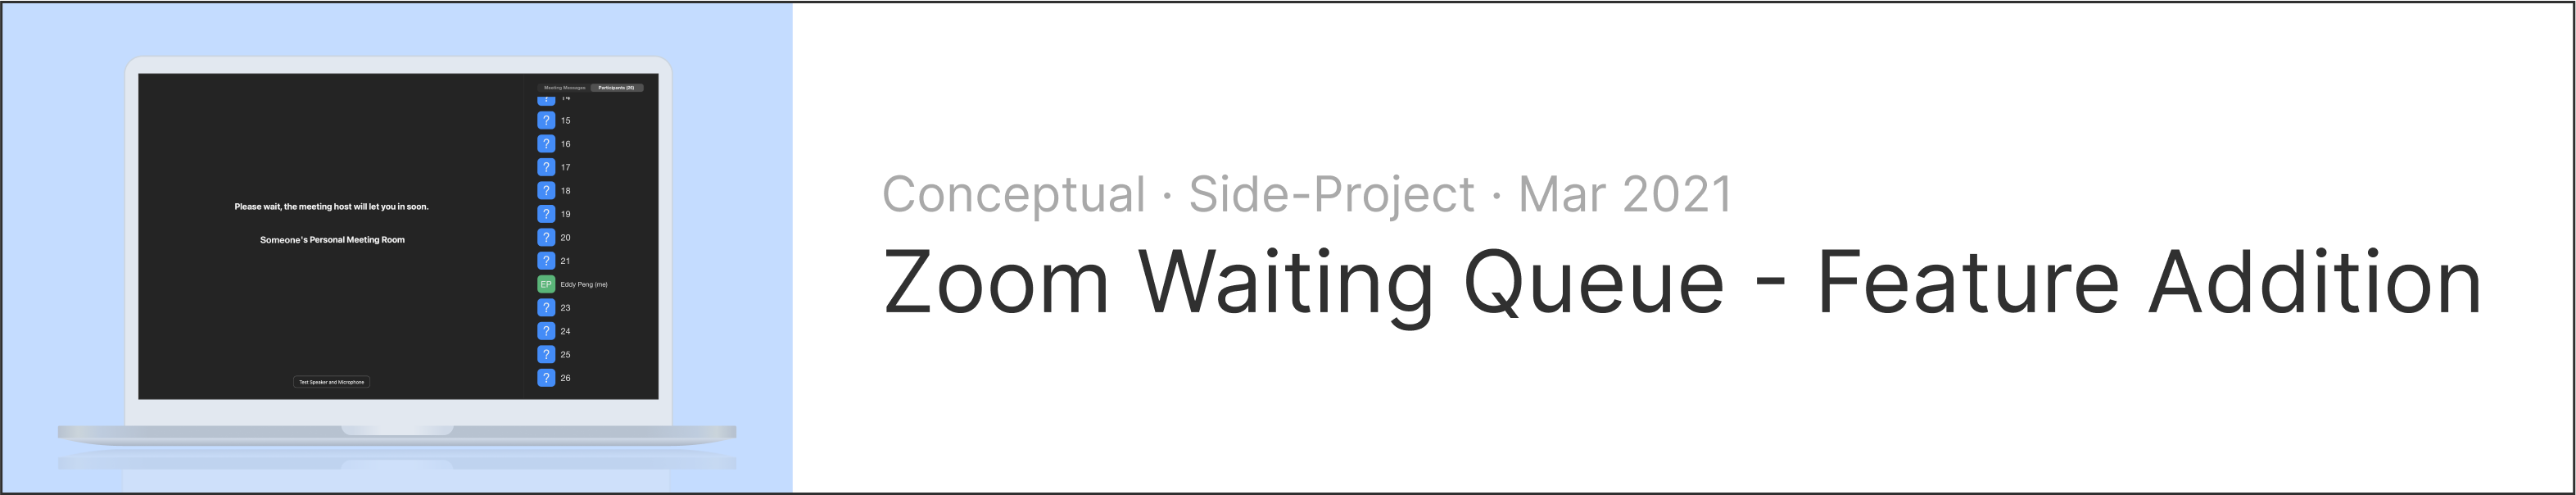 Meeting Messages Participants (26)
14
? 15
? 16
? 17
? 18
? 19
? 20
? 21
EP Eddy Peng (me)
? 23
? 24
? 25
? 26
Please wait, the meeting host will let you in soon.
Someone's Personal Meeting Room
Test Speaker and Microphone
Conceptual · Side-Project · Mar 2021
Zoom Waiting Queue - Feature Addition